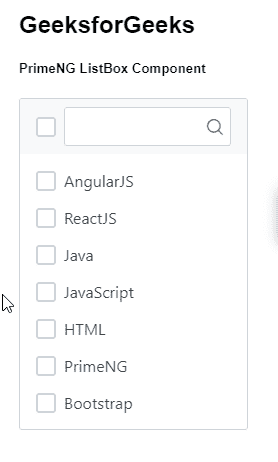 GeeksforGeeks
PrimeNG ListBox Component
AngularJS
ReactJS
Java
JavaScript
HTML
PrimeNG
Bootstrap